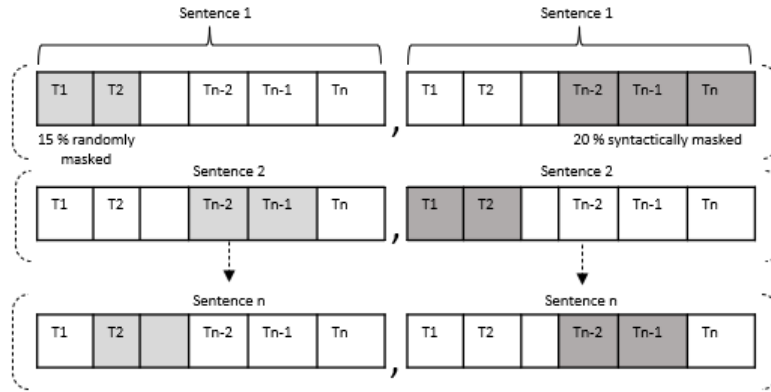 Sentence 1 Sentence 1
T1 T2 Tn-2 Tn-1 Tn , T1 T2 Tn-2 Tn-1 Tn
15 % randomly 20 % syntactically masked
masked
Sentence 2 Sentence 2
T1 T2 Tn-2 Tn-1 Tn , T1 T2 Tn-2 Tn-1 Tn
Sentence n Sentence n
T1 T2 Tn-2 Tn-1 Tn , T1 T2 Tn-2 Tn-1 Tn